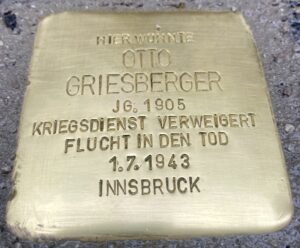 HIER WOHNTE
OTTO
GRIESBERGER
JG. 1905
KRIEGSDIENST VERWEIGERT
FLUCHT IN DEN TOD
1.7.1943
INNSBRUCK